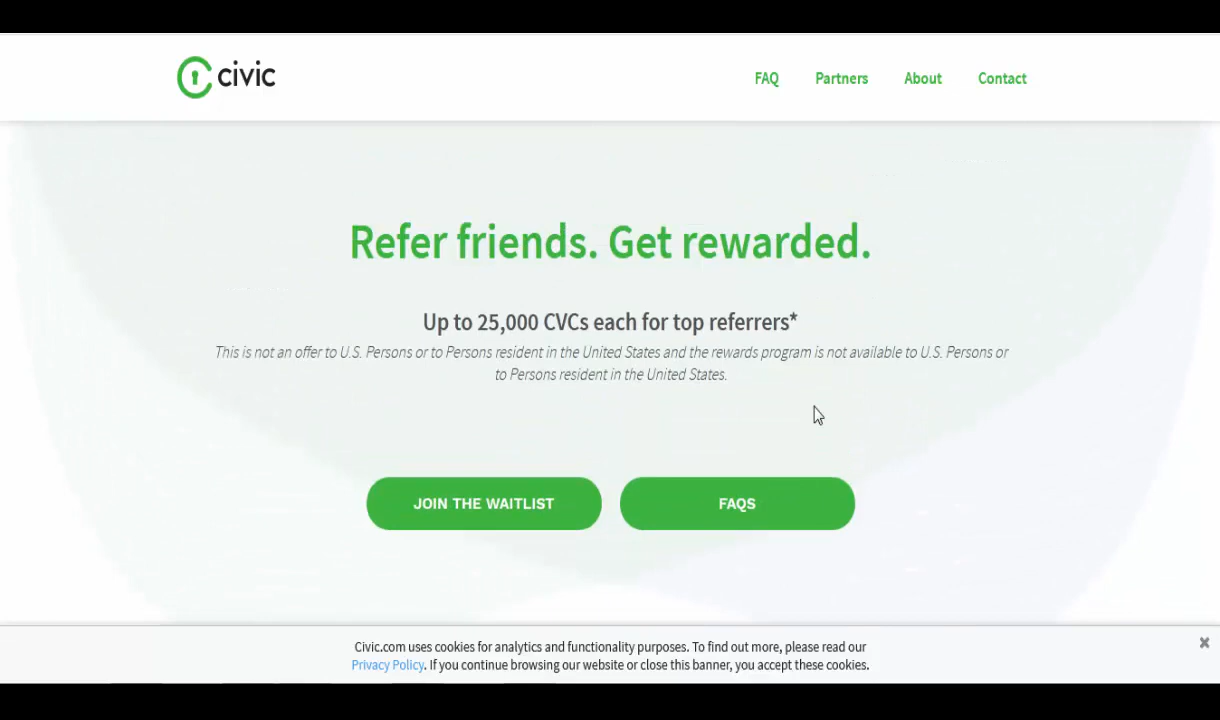 civic
FAQ Partners About Contact
Refer friends. Get rewarded.
Up to 25,000 CVCs each for top referrers*
This is not an offer to U.S. Persons or to Persons resident in the United States and the rewards program is not available to U.S. Persons or
to Persons resident in the United States.
JOIN THE WAITLIST FAQS
Civic.com uses cookies for analytics and functionality purposes. To find out more, please read our
Privacy Policy. If you continue browsing our website or close this banner, you accept these cookies.